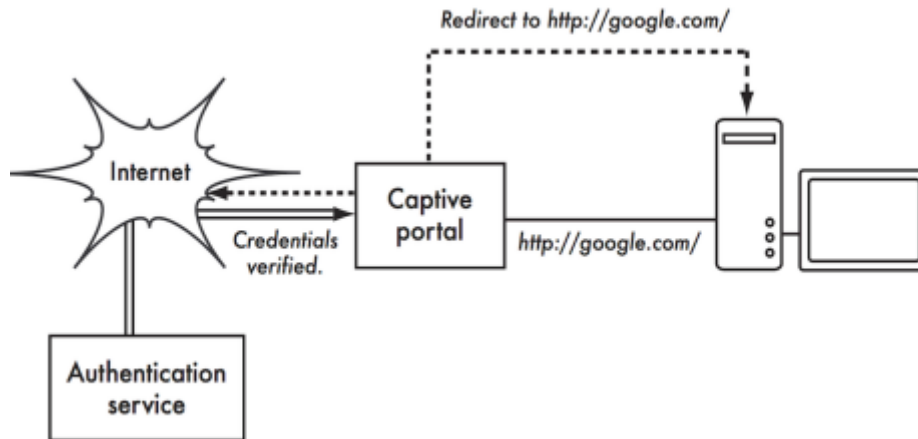 Redirect to http://google.com/
Internet
Captive
portal
Credentials
verified.
http://google.com/
Authentication
service